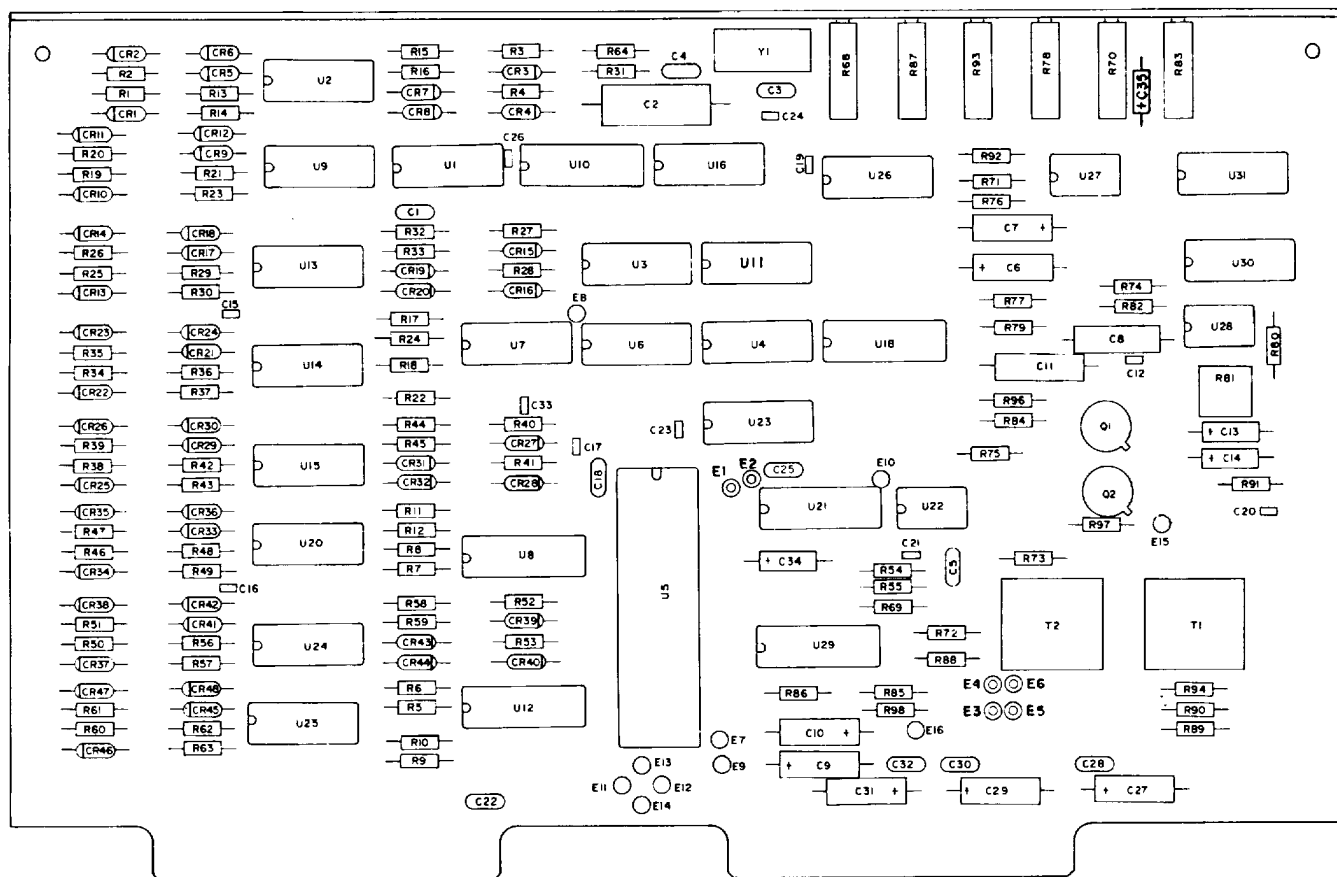 CR2 CR6 R15 R3 R64 C4 Y1 R68 R87 R93 R78 R70 +C35 R83
R2 CR5 U2 R16 CR3 R31
R1 R13 CR7 R4 C2 C3
CR1 R14 CR8 CR4 C24
CR11 CR12 C26
R20 CR9 U9 U1 U10 U16 C19 U26 R92 U27 U31
R19 R21 R71
CR10 R23 R76
C1
CR14 CR18 R32 R27 C7 +
R26 CR17 R33 CR15
R25 R29 U13 CR19 R28 U3 U11 + C6 U30
CR13 R30 CR20 CR16 R74
C15 E8 R77 R82
CR23 CR24 R17 R79 U28 R80
R35 CR21 R24 U7 U6 U4 U18 C8
R34 R36 U14 R18 C11 C12
CR22 R37 R81
R22 C33 R96
CR26 CR30 R44 R40 C23 U23 R84 Q1 + C13
R39 CR29 R45 CR27 C17
R38 R42 U15 CR31 R41 R75 + C14
CR25 R43 CR32 CR28 C18 E1 E2 C25 E10 R91
CR35 CR36 R11 U21 U22 Q2 C20
R47 CR33 R12 R97 E15
R46 R48 U20 R8 U8 C21
CR34 R49 R7 + C34 R54 C5 R73
C16 U5 R55
CR38 CR42 R58 R52 R69
R51 CR41 R59 CR39 T2 T1
R50 R56 U24 CR43 R53 U29 R72
CR37 R57 CR44 CR40 R88
CR47 CR48 R6 R86 R85 E4 E6 R94
R61 CR45 R5 U12 R98 E3 E5 R90
R60 R62 U25 C10 + E16 R89
CR46 R63 R10 E7
R9 E13 E9 + C9 C32 C30 C28
E11 E12 C31 + + C29 + C27
C22 E14